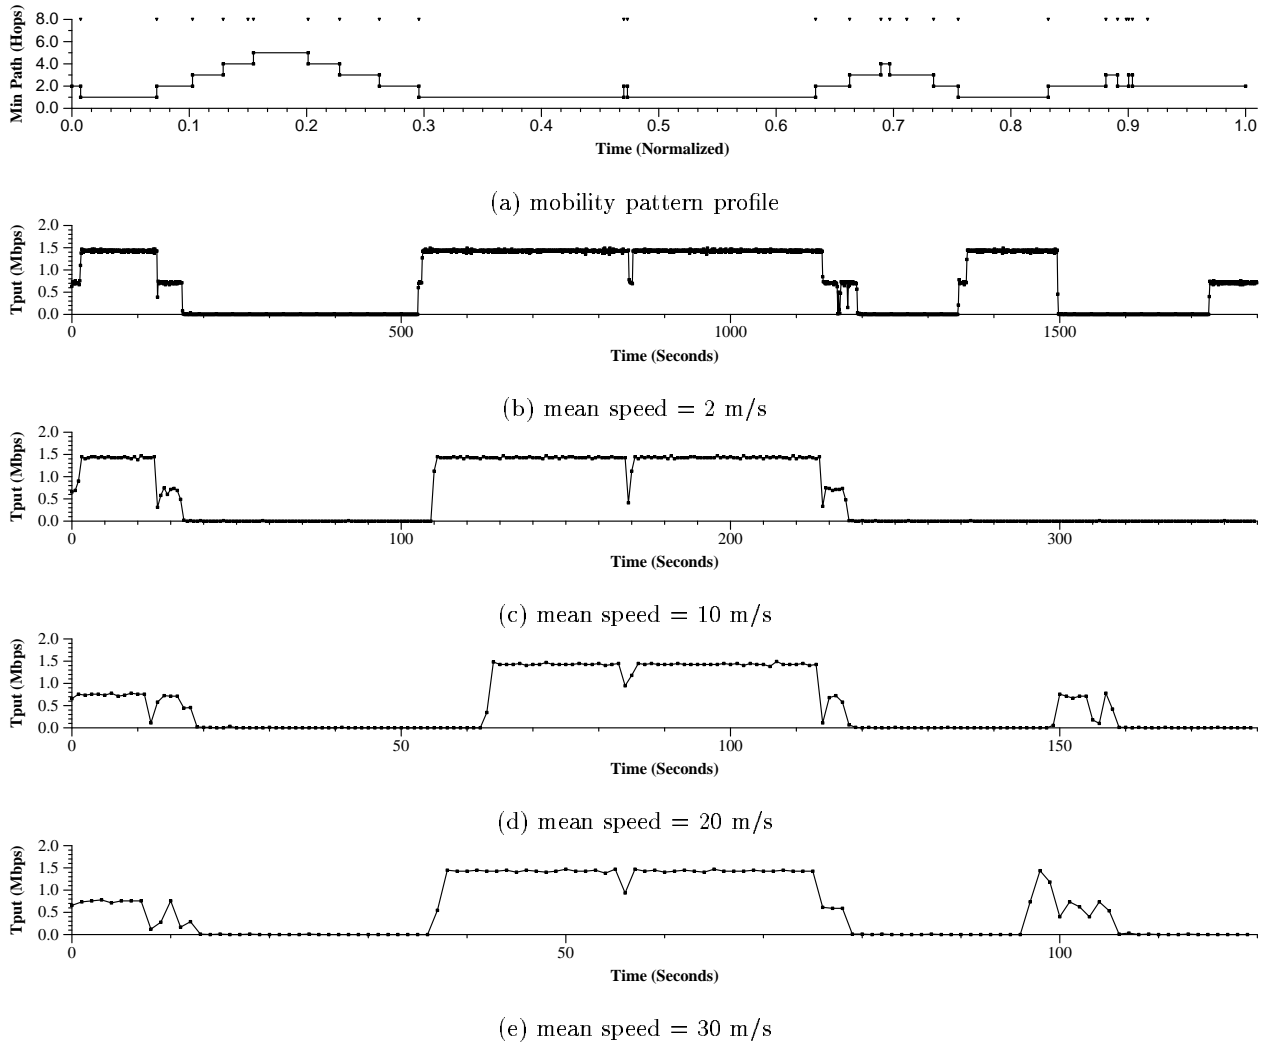 Min Path (Hops)
8.0
6.0
4.0
2.0
0.0
0.0 0.1 0.2 0.3 0.4 0.5 0.6 0.7 0.8 0.9 1.0
Time (Normalized)
(a) mobility pattern profile
Tput (Mbps)
2.0
1.5
1.0
0.5
0.0
0 500 1000 1500
Time (Seconds)
(b) mean speed = 2 m/s
Tput (Mbps)
2.0
1.5
1.0
0.5
0.0
0 100 200 300
Time (Seconds)
(c) mean speed = 10 m/s
Tput (Mbps)
2.0
1.5
1.0
0.5
0.0
0 50 100 150
Time (Seconds)
(d) mean speed = 20 m/s
Tput (Mbps)
2.0
1.5
1.0
0.5
0.0
0 50 100
Time (Seconds)
(e) mean speed = 30 m/s